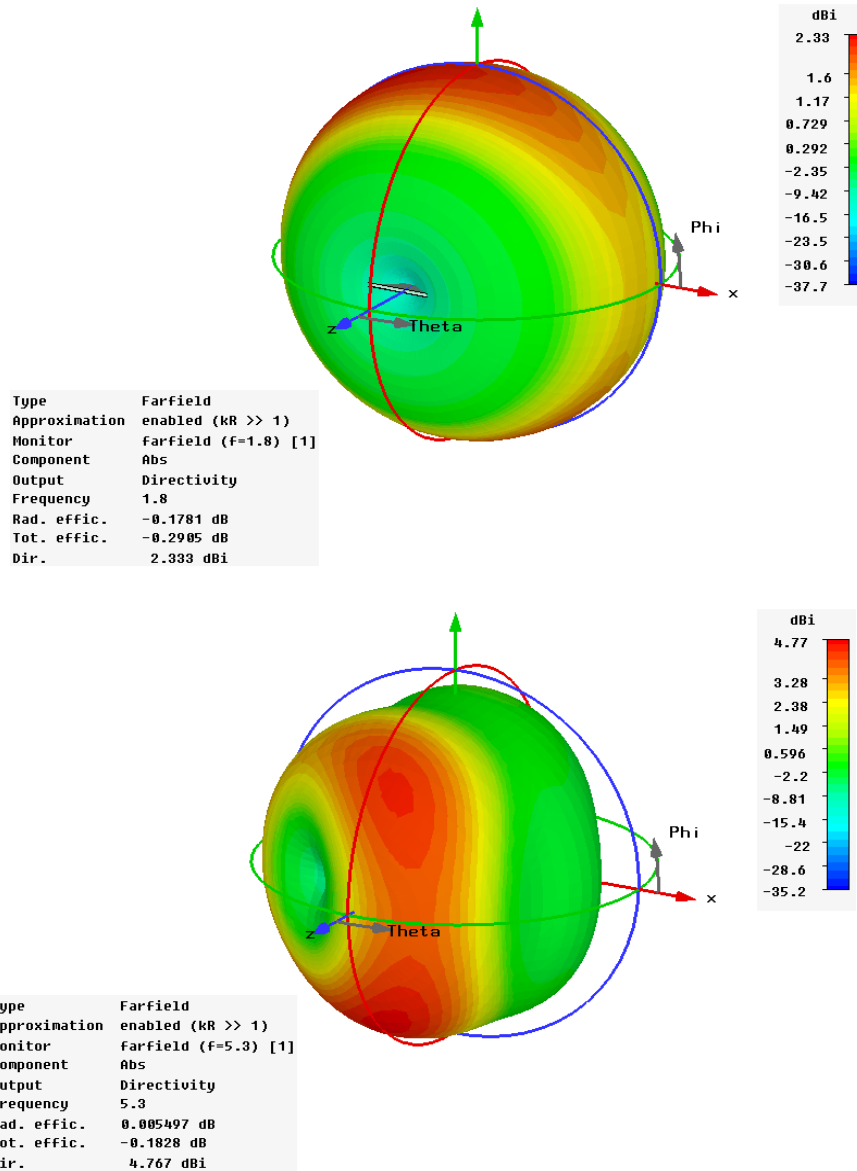 dBi
2.33
1.6
1.17
0.729
0.292
-2.35
-9.42
-16.5
-23.5
-30.6
-37.7
Phi
x
z
Theta
Type Farfield
Approximation enabled (kR >> 1)
Monitor farfield (f=1.8) [1]
Component Abs
Output Directivity
Frequency 1.8
Rad. effic. -0.1781 dB
Tot. effic. -0.2905 dB
Dir. 2.333 dBi
dBi
4.77
3.28
2.38
1.49
0.596
-2.2
-8.81
-15.4
-22
-28.6
-35.2
Phi
x
z
Theta
ype Farfield
pproximation enabled (kR >> 1)
onitor farfield (f=5.3) [1]
omponent Abs
utput Directivity
requency 5.3
ad. effic. 0.005497 dB
ot. effic. -0.1828 dB
ir. 4.767 dBi